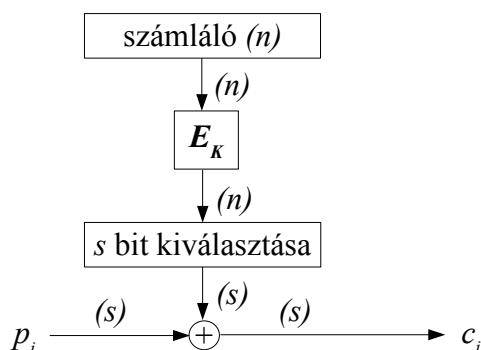 számláló (n)
(n)
E_K
(n)
s bit kiválasztása
(s)
(s)
(s)
p_i
+
c_i